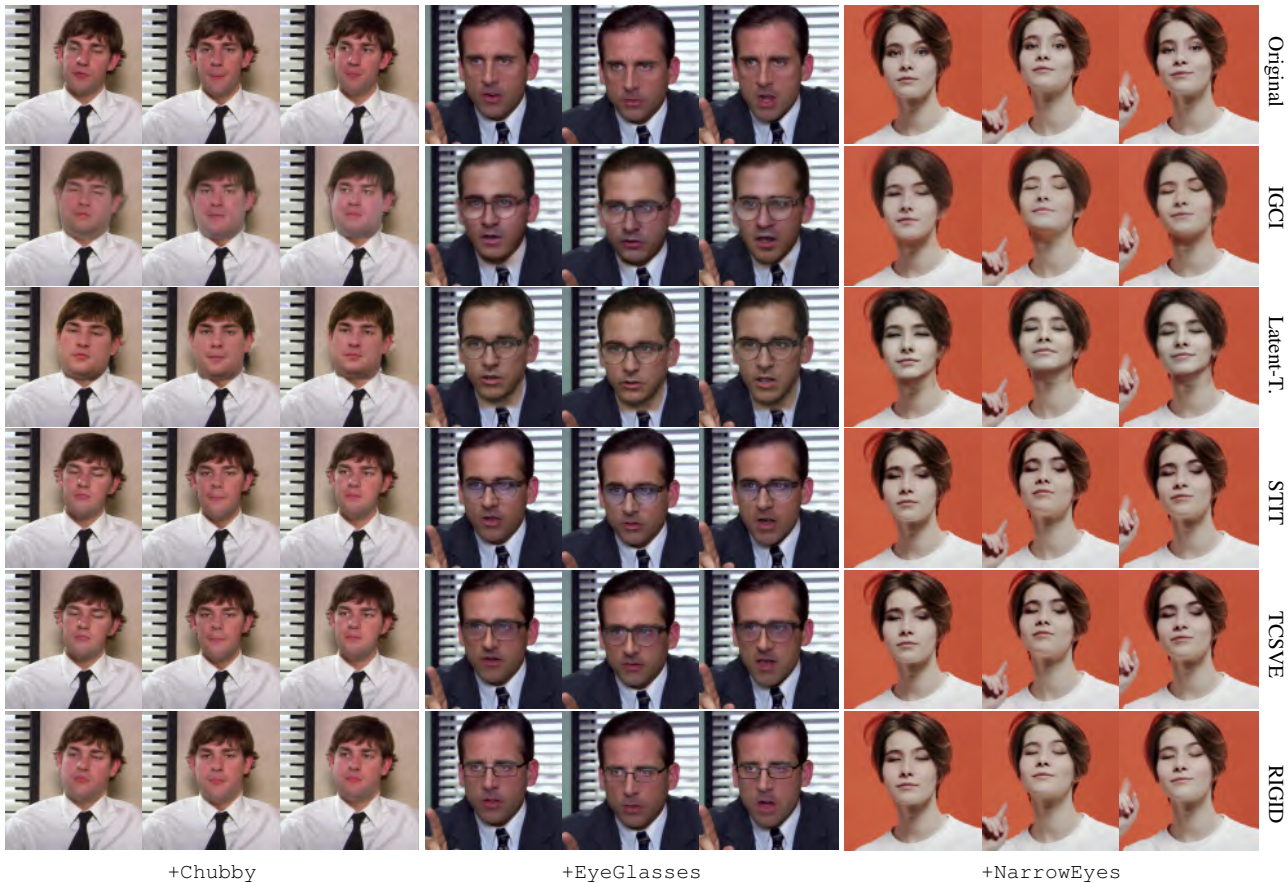 Original
IGCI
Latent-T.
STIT
TCSVE
RIGID
+Chubby
+EyeGlasses
+NarrowEyes